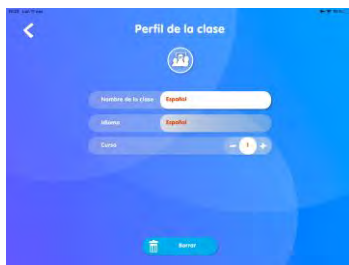 Perfil de la clase
Nombre de la clase Español
Idioma Español
Curso - 1 +
Borrar